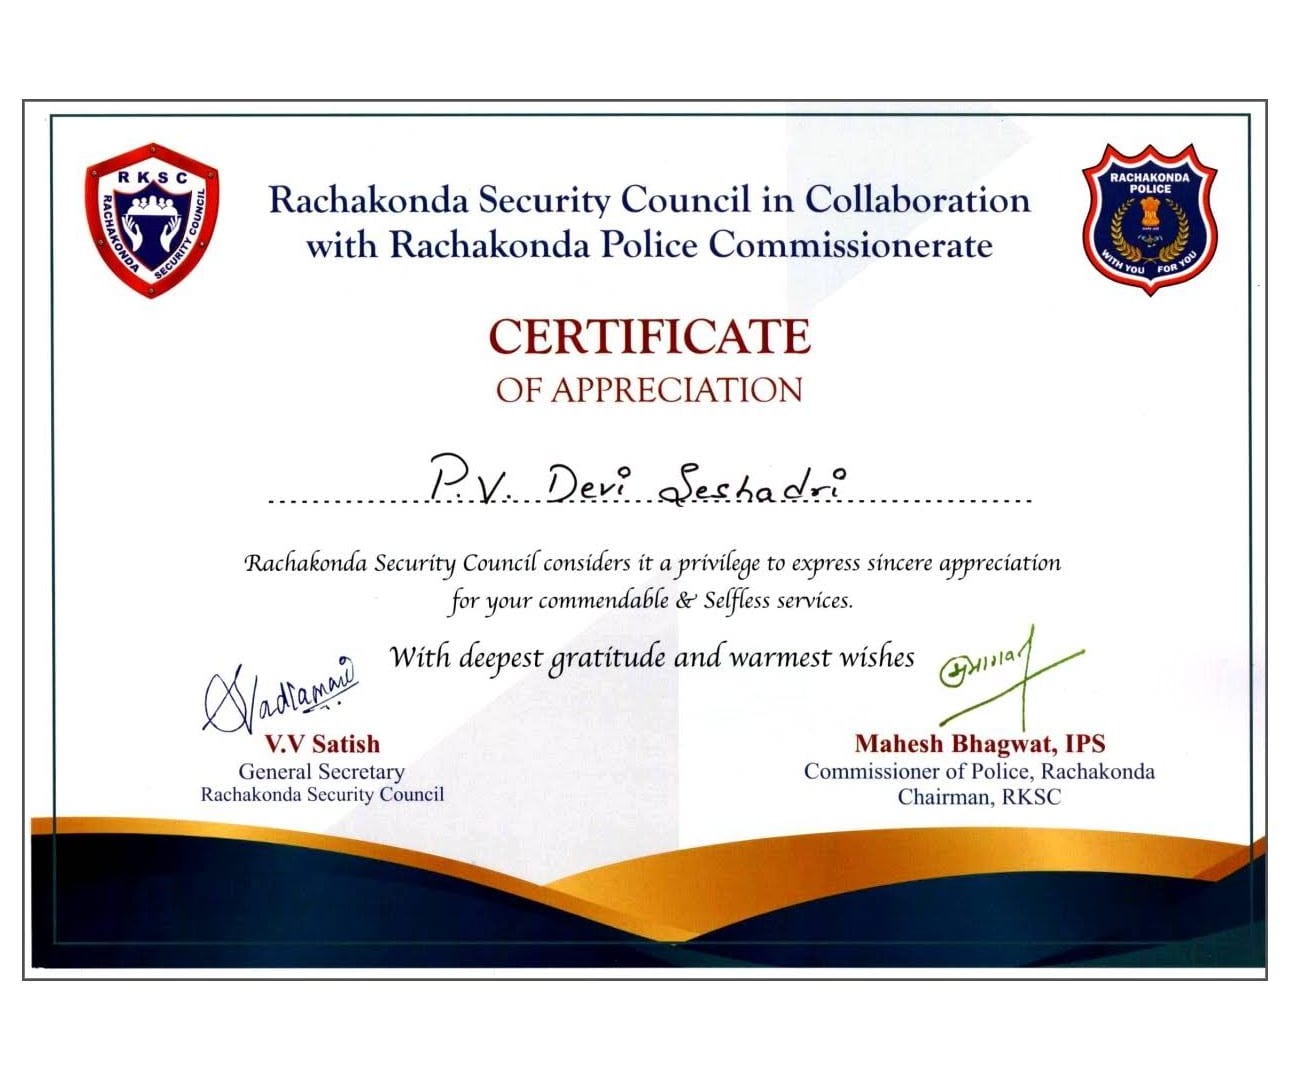 RKSC
RACHAKONDA
SECURITY COUNCIL
RACHAKONDA
POLICE
WITH YOU FOR YOU
Rachakonda Security Council in Collaboration
with Rachakonda Police Commissionerate
CERTIFICATE
OF APPRECIATION
P.V. Devi Seshadri
Rachakonda Security Council considers it a privilege to express sincere appreciation
for your commendable & Selfless services.
With deepest gratitude and warmest wishes
V.V Satish
General Secretary
Rachakonda Security Council
Mahesh Bhagwat, IPS
Commissioner of Police, Rachakonda
Chairman, RKSC